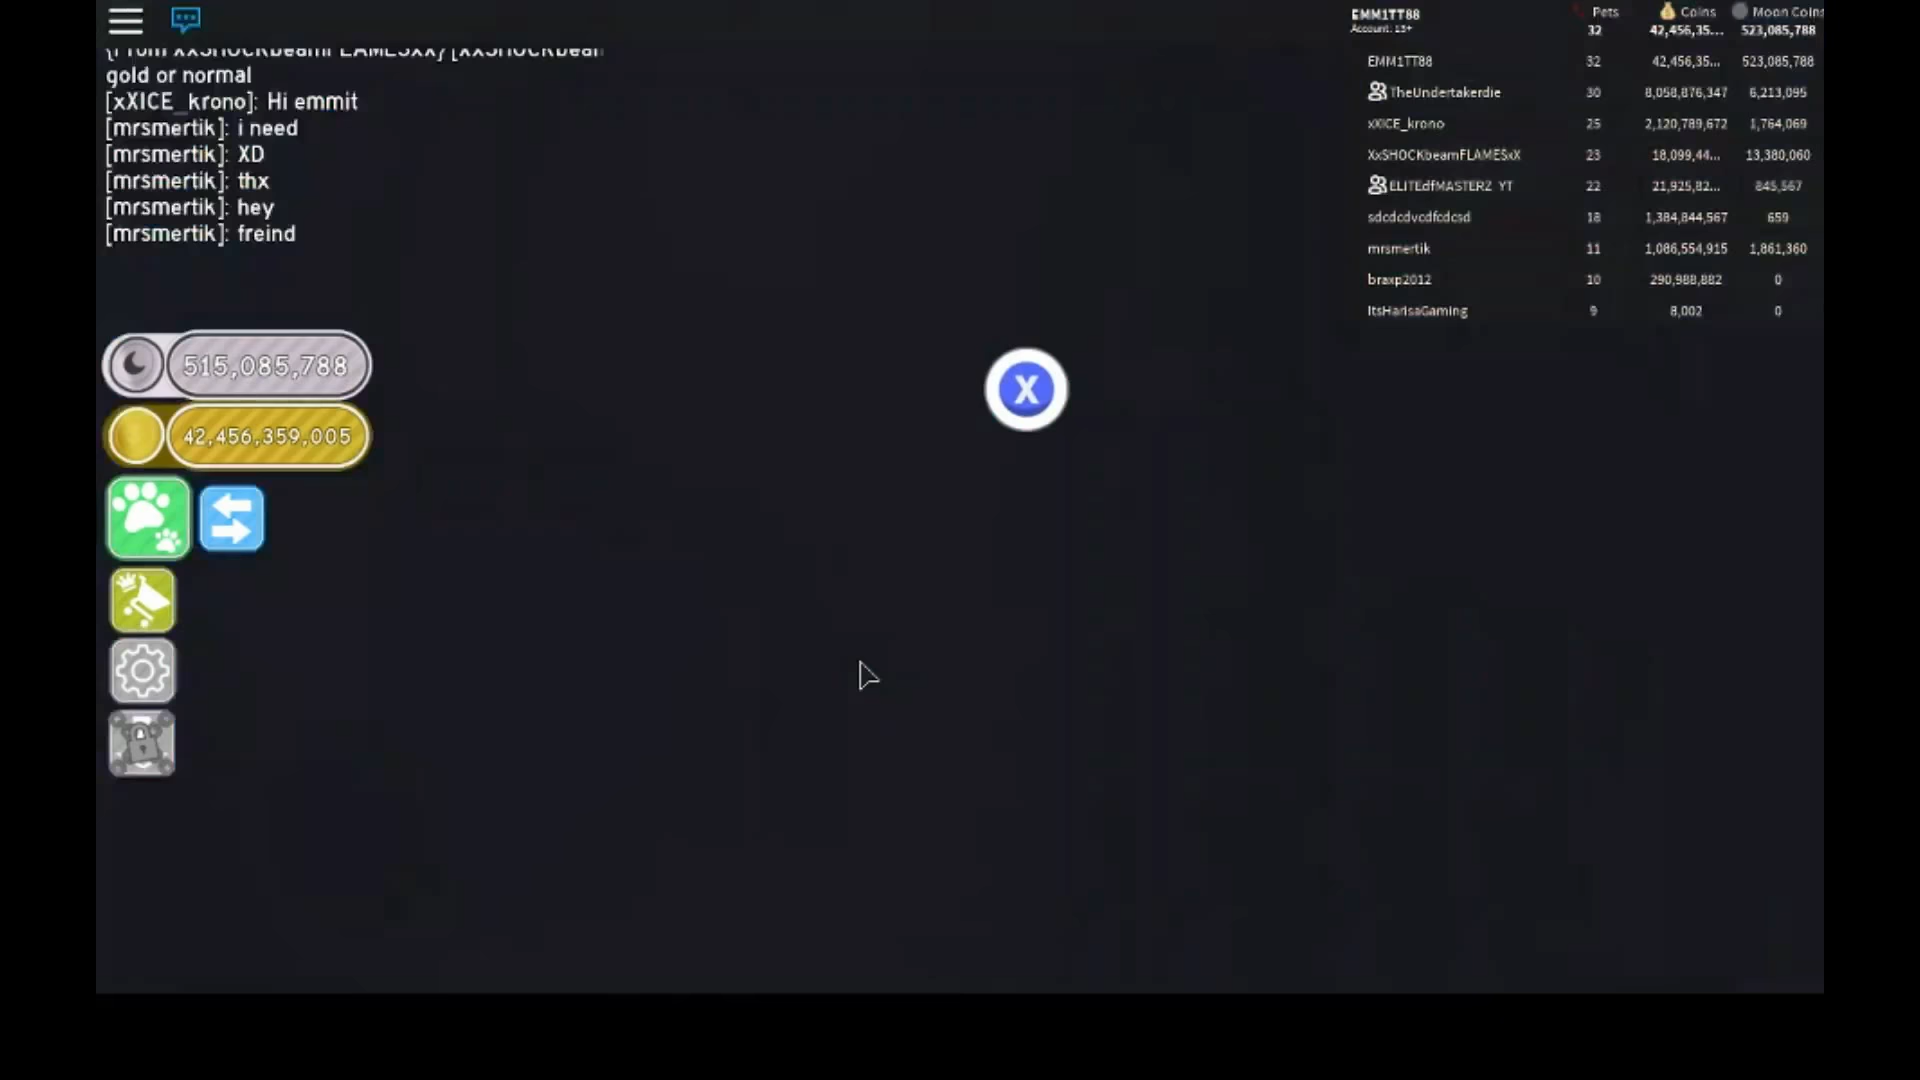 gold or normal
[xXICE_krono]: Hi emmit
[mrsmertik]: i need
[mrsmertik]: XD
[mrsmertik]: thx
[mrsmertik]: hey
[mrsmertik]: freind
515,085,788
42,456,359,005
X
EMM1TT88 Pets Coins Moon Coins
Account: 13+ 32 42,456,35... 523,085,788
EMM1TT88 32 42,456,35... 523,085,788
TheUndertakerdie 30 8,058,876,347 6,213,095
xXICE_krono 25 2,120,789,672 1,764,069
XxSHOCKbeamFLAMESxX 23 18,099,44... 13,380,060
ELITEdfMASTERZ YT 22 21,925,82... 845,567
sdcdcdvcdfcdcsd 18 1,384,844,567 659
mrsmertik 11 1,086,554,915 1,861,360
braxp2012 10 290,988,882 0
ItsHarisaGaming 9 8,002 0